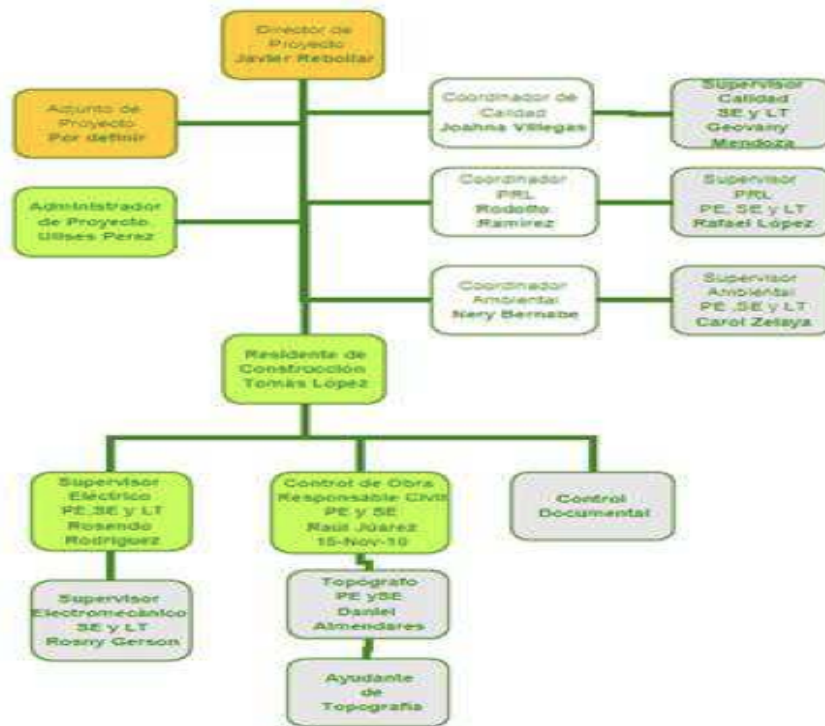 Director de
Proyecto
Javier Rebollar
Adjunto de
Proyecto
Por definir
Coordinador de
Calidad
Joahna Villegas
Supervisor
Calidad
SE y LT
Geovany
Mendoza
Administrador
de Proyecto
Ulises Perez
Coordinador
PRL
Rodolfo
Ramirez
Supervisor
PRL
PE, SE y LT
Rafael López
Coordinador
Ambiental
Nery Bernabe
Supervisor
Ambiental
PE ,SE y LT
Carol Zelaya
Residente de
Construcción
Tomás López
Supervisor
Eléctrico
PE,SE y LT
Rosendo
Rodriguez
Control de Obra
Responsable Civil
PE y SE
Raúl Júarez
15-Nov-10
Control
Documental
Supervisor
Electromecánico
SE y LT
Rosny Gerson
Topógrafo
PE ySE
Daniel
Almendares
Ayudante
de
Topografía